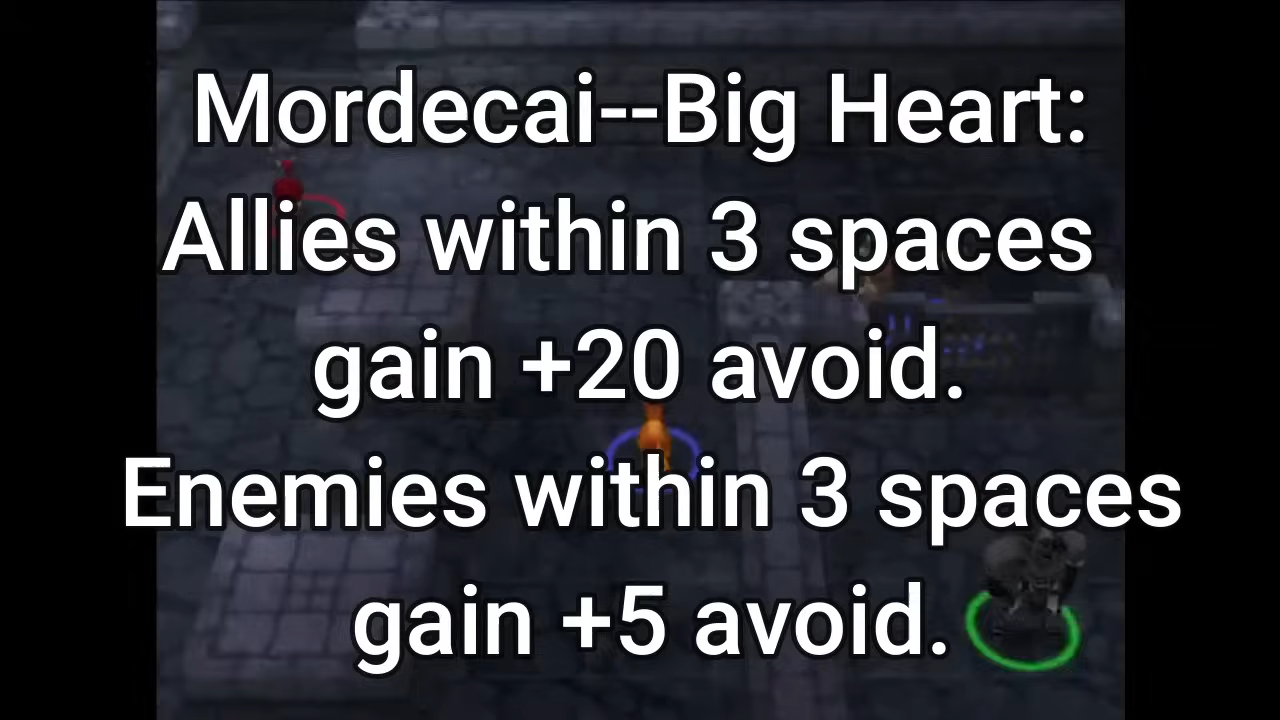 Mordecai--Big Heart:
Allies within 3 spaces
gain +20 avoid.
Enemies within 3 spaces
gain +5 avoid.